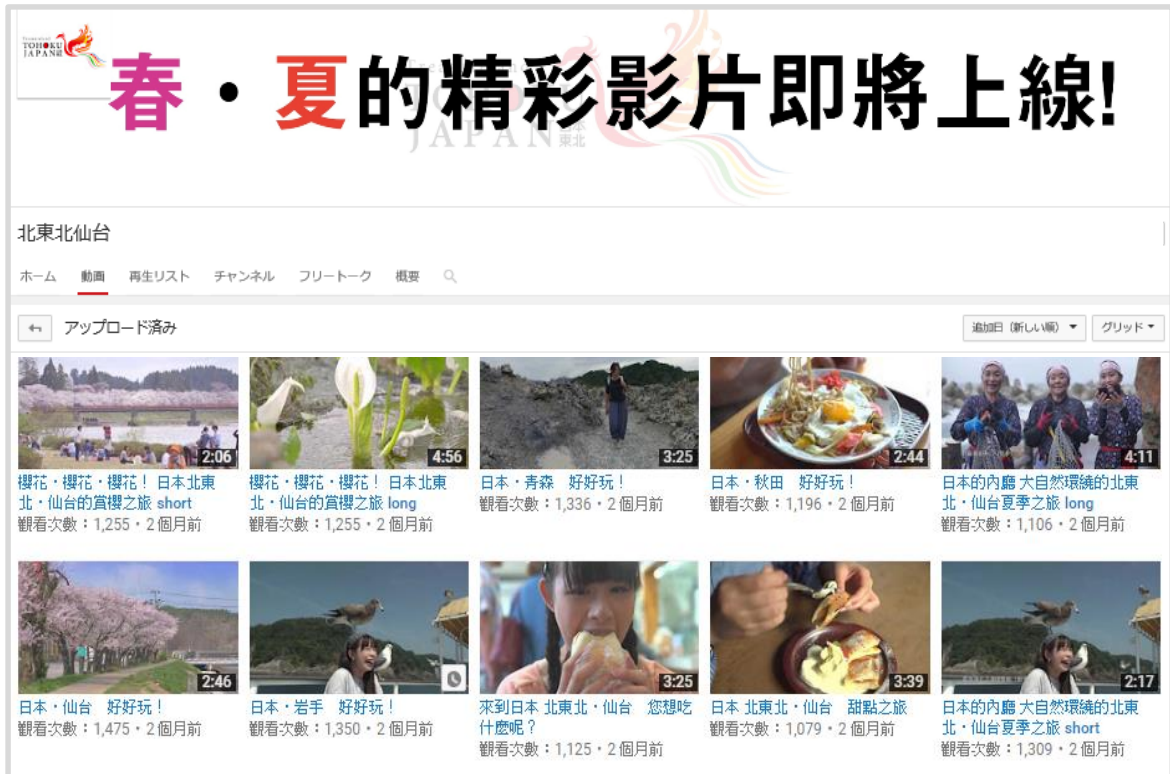 TOHOKU
JAPAN
春・夏的精彩影片即將上線!
JAPAN
東北
北東北仙台
ホーム 動画 再生リスト チャンネル フリートーク 概要
アップロード済み
追加日（新しい順） グリッド
2:06 4:56 3:25 2:44 4:11
櫻花・櫻花・櫻花！ 日本北東
北・仙台的賞櫻之旅 short
觀看次數：1,255・2 個月前
櫻花・櫻花・櫻花！ 日本北東
北・仙台的賞櫻之旅 long
觀看次數：1,255・2 個月前
日本・青森 好好玩！
觀看次數：1,336・2 個月前
日本・秋田 好好玩！
觀看次數：1,196・2 個月前
日本的內廳 大自然環繞的北東
北・仙台夏季之旅 long
觀看次數：1,106・2 個月前
2:46 3:25 3:39 2:17
日本・仙台 好好玩！
觀看次數：1,475・2 個月前
日本・岩手 好好玩！
觀看次數：1,350・2 個月前
來到日本 北東北・仙台 您想吃
什麼呢？
觀看次數：1,125・2 個月前
日本 北東北・仙台 甜點之旅
觀看次數：1,079・2 個月前
日本的內廳 大自然環繞的北東
北・仙台夏季之旅 short
觀看次數：1,309・2 個月前